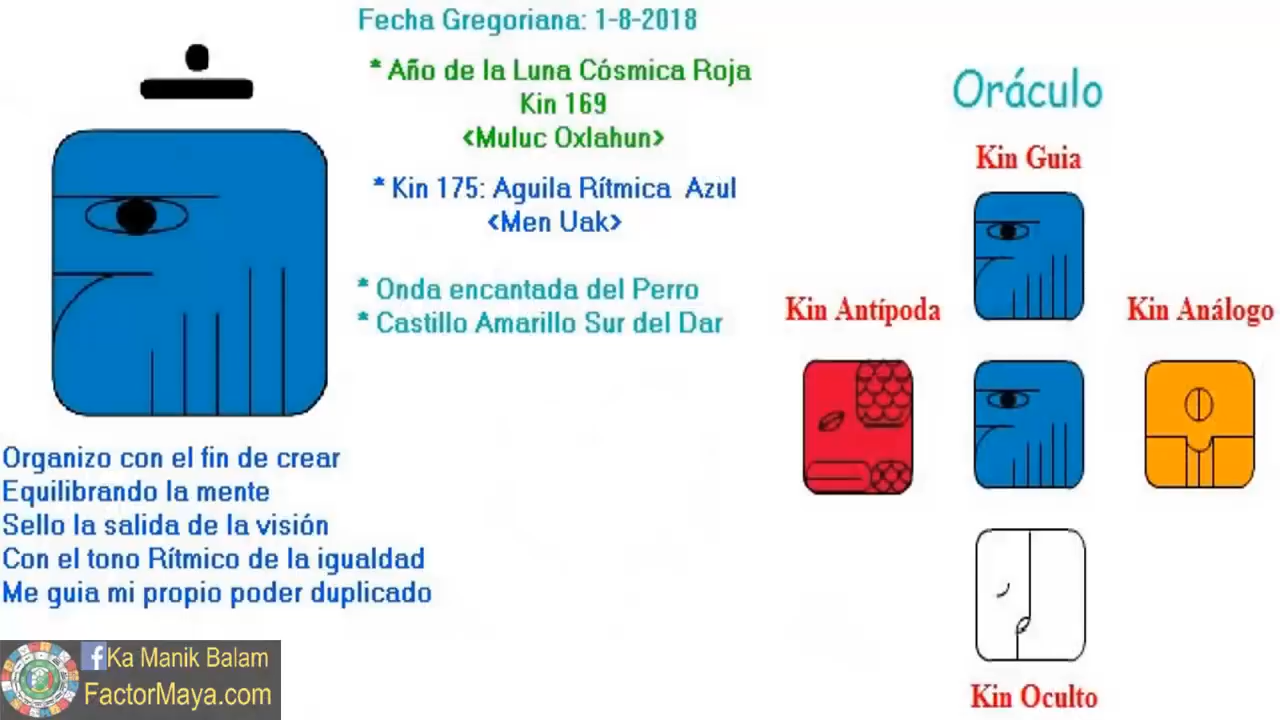 Fecha Gregoriana: 1-8-2018
* Año de la Luna Cósmica Roja
Kin 169
<Muluc Oxlahun>
* Kin 175: Aguila Rítmica Azul
<Men Uak>
* Onda encantada del Perro
* Castillo Amarillo Sur del Dar
Organizo con el fin de crear
Equilibrando la mente
Sello la salida de la visión
Con el tono Rítmico de la igualdad
Me guia mi propio poder duplicado
Oráculo
Kin Guia
Kin Antípoda
Kin Análogo
Kin Oculto
f Ka Manik Balam
FactorMaya.com